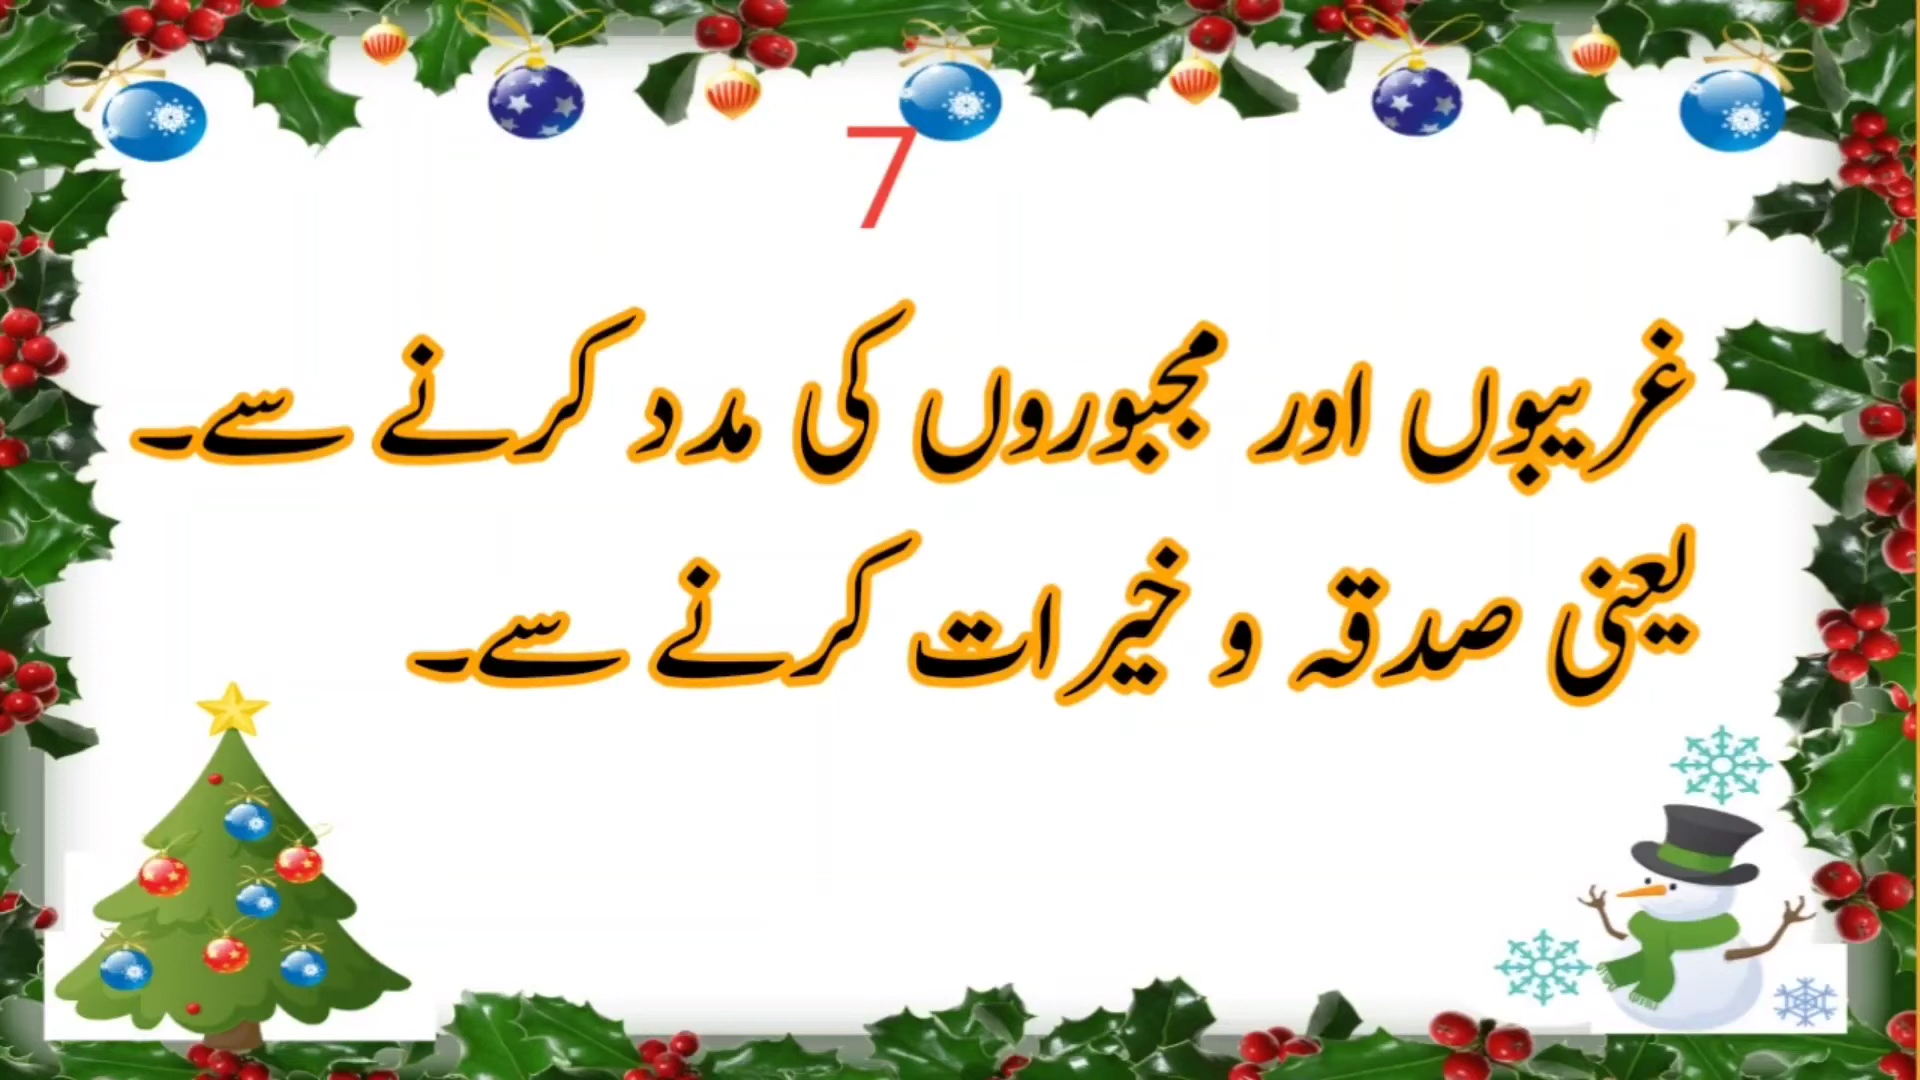 7
غریبوں اور مجبوروں کی مدد کرنے سے۔
یعنی صدقہ و خیرات کرنے سے۔